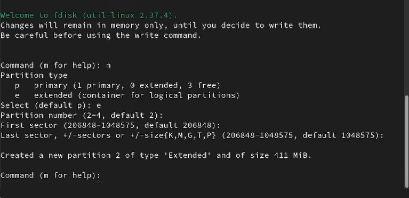 Welcome to fdisk (util-linux 2.37.4).
Changes will remain in memory only, until you decide to write them.
Be careful before using the write command.
Command (m for help): n
Partition type
p   primary (1 primary, 0 extended, 3 free)
e   extended (container for logical partitions)
Select (default p): e
Partition number (2-4, default 2):
First sector (206848-1048575, default 206848):
Last sector, +/-sectors or +/-size{K,M,G,T,P} (206848-1048575, default 1048575):
Created a new partition 2 of type 'Extended' and of size 411 MiB.
Command (m for help):